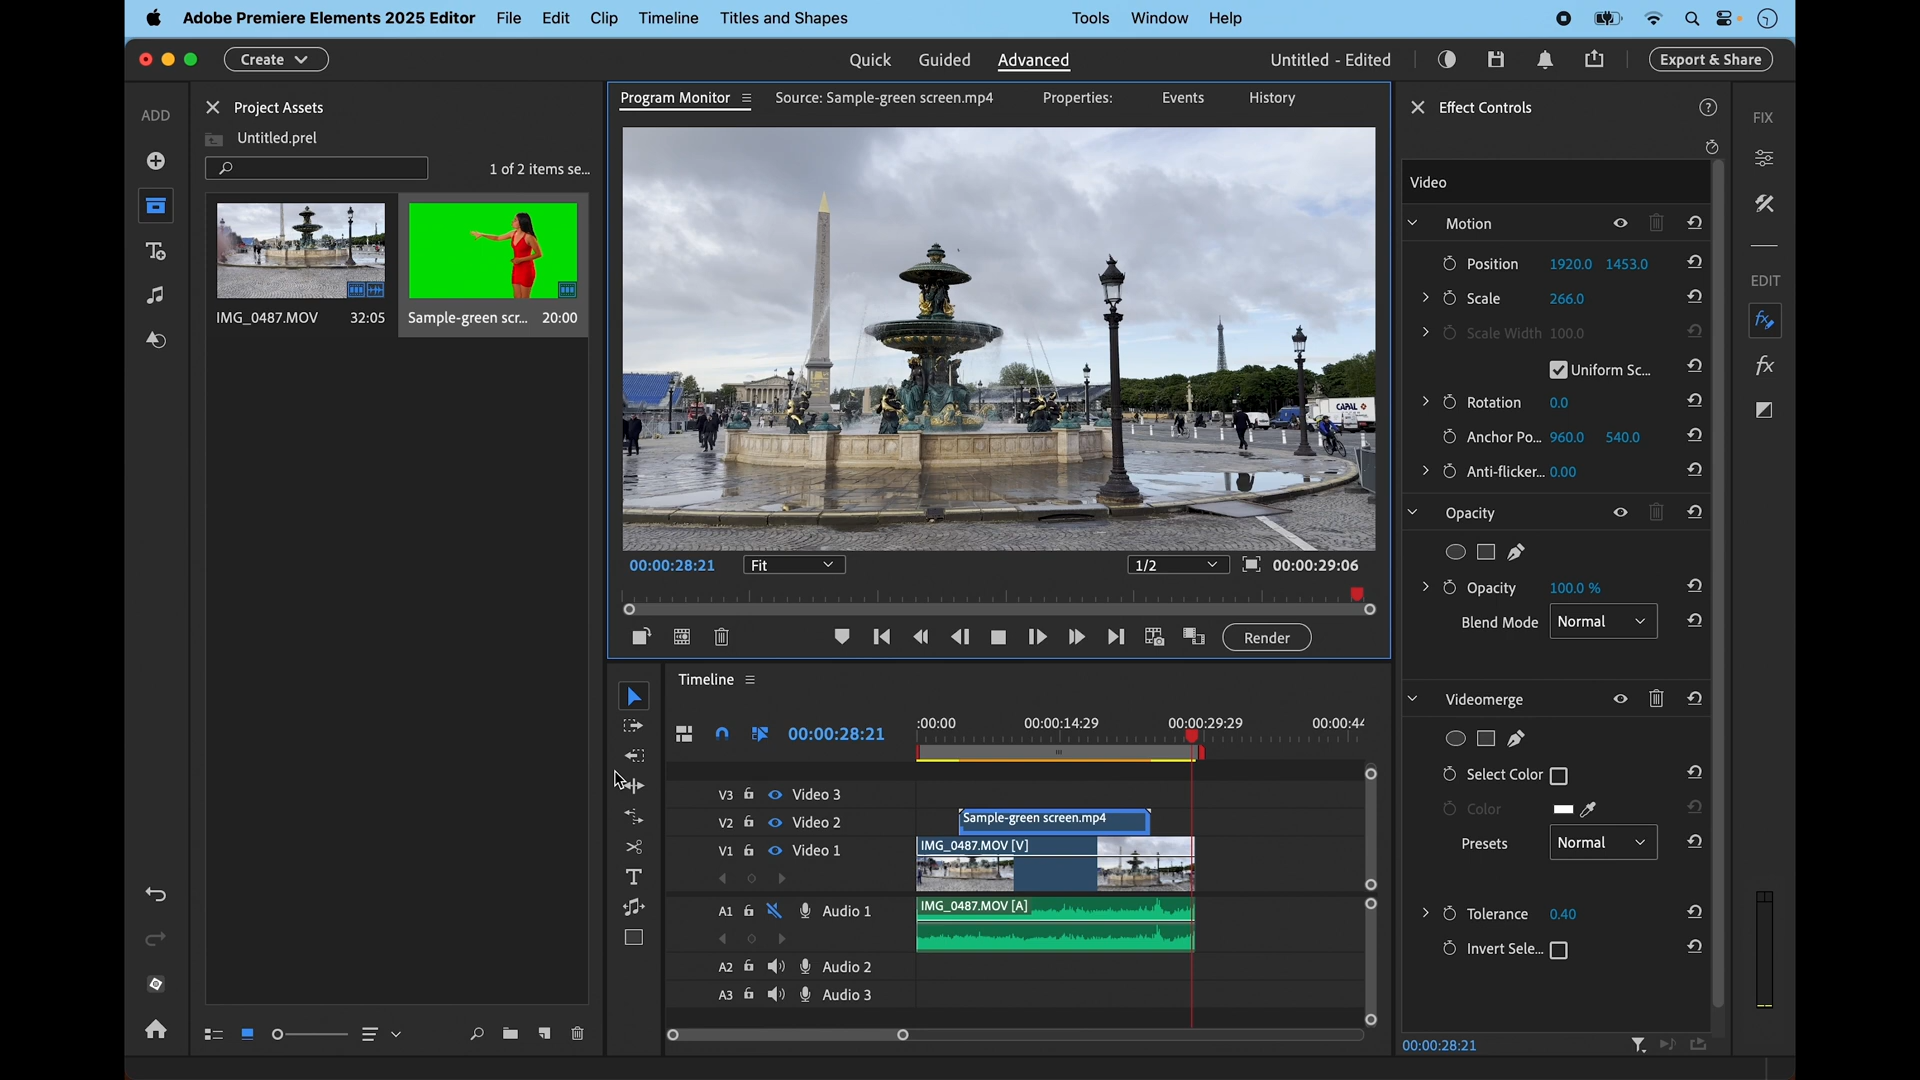 Adobe Premiere Elements 2025 Editor File Edit Clip Timeline Titles and Shapes Tools Window Help
Create Quick Guided Advanced Untitled - Edited Export & Share
ADD
Project Assets
Untitled.prel
1 of 2 items se...
IMG_0487.MOV 32:05
Sample-green scr... 20:00
Program Monitor Source: Sample-green screen.mp4 Properties: Events History
CAPAL
00:00:28:21 Fit 1/2 00:00:29:06
Render
Timeline
00:00:28:21
:00:00 00:00:14:29 00:00:29:29 00:00:44
V3 Video 3
V2 Video 2
Sample-green screen.mp4
V1 Video 1
IMG_0487.MOV [V]
A1 Audio 1
IMG_0487.MOV [A]
A2 Audio 2
A3 Audio 3
Effect Controls
Video
Motion
Position 1920.0 1453.0
Scale 266.0
Scale Width 100.0
Uniform Sc...
Rotation 0.0
Anchor Po... 960.0 540.0
Anti-flicker... 0.00
Opacity
Opacity 100.0 %
Blend Mode Normal
Videomerge
Select Color
Color
Presets Normal
Tolerance 0.40
Invert Sele...
00:00:28:21
FIX
EDIT
fx